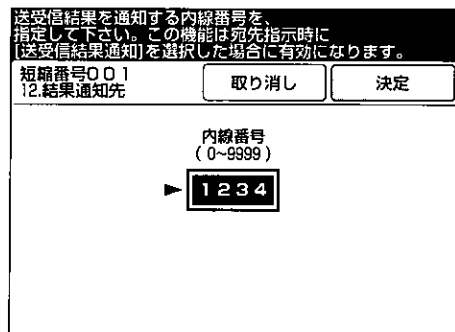 送受信結果を通知する内線番号を、
指定して下さい。この機能は宛先指示時に
[送受信結果通知]を選択した場合に有効になります。
短縮番号００１
12.結果通知先
取り消し
決定
内線番号
( 0~9999 )
►1234